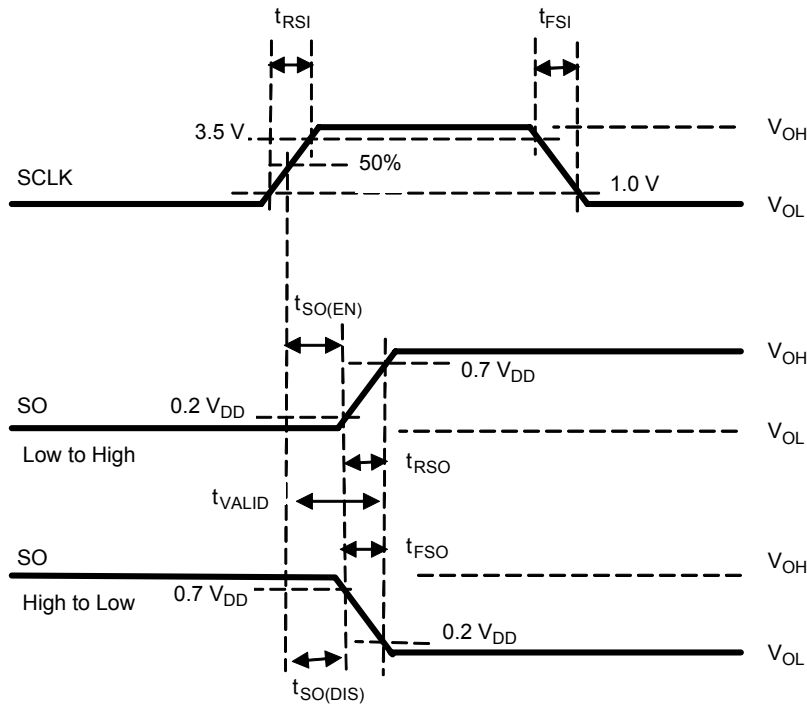 tRSI
tFSI
3.5 V
VOH
50%
SCLK
1.0 V
VOL
tSO(EN)
VOH
0.7 VDD
0.2 VDD
SO
VOL
Low to High
tRSO
tVALID
tFSO
SO
VOH
0.7 VDD
High to Low
0.2 VDD
VOL
tSO(DIS)